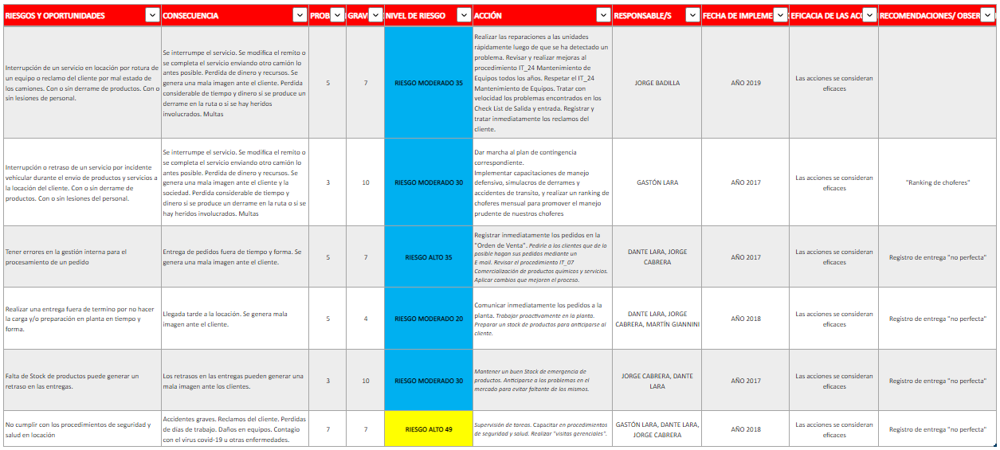 RIESGOS Y OPORTUNIDADES
CONSECUENCIA
PROB
GRAV
NIVEL DE RIESGO
ACCIÓN
RESPONSABLE/S
FECHA DE IMPLEME
EFICACIA DE LAS ACC
RECOMENDACIONES/ OBSER
Interrupción de un servicio en locación por rotura de
un equipo o reclamo del cliente por mal estado de
los camiones. Con o sin derrame de productos. Con o
sin lesiones de personal.
Se interrumpe el servicio. Se modifica el remito o
se completa el servicio enviando otro camión lo
antes posible. Perdida de dinero y recursos. Se
genera una mala imagen ante el cliente. Perdida
considerable de tiempo y dinero si se produce un
derrame en la ruta o si se hay heridos
involucrados. Multas
5
7
RIESGO MODERADO 35
Realizar las reparaciones a las unidades
rápidamente luego de que se ha detectado un
problema. Revisar y realizar mejoras al
procedimiento IT_24 Mantenimiento de
Equipos todos los años. Respetar el IT_24
Mantenimiento de Equipos. Tratar con
velocidad los problemas encontrados en los
Check List de Salida y entrada. Registrar y
tratar inmediatamente los reclamos del
cliente.
JORGE BADILLA
AÑO 2019
Las acciones se consideran
eficaces
Interrupción o retraso de un servicio por incidente
vehicular durante el envío de productos y servicios a
la locación del cliente. Con o sin derrame de
productos. Con o sin lesiones del personal.
Se interrumpe el servicio. Se modifica el remito o
se completa el servicio enviando otro camión lo
antes posible. Perdida de dinero y recursos. Se
genera una mala imagen ante el cliente y la
sociedad. Perdida considerable de tiempo y
dinero si se produce un derrame en la ruta o si se
hay heridos involucrados. Multas
3
10
RIESGO MODERADO 30
Dar marcha al plan de contingencia
correspondiente.
Implementar capacitaciones de manejo
defensivo, simulacros de derrames y
accidentes de transito, y realizar un ranking de
choferes mensual para promover el manejo
prudente de nuestros choferes
GASTÓN LARA
AÑO 2017
Las acciones se consideran
eficaces
"Ranking de choferes"
Tener errores en la gestión interna para el
procesamiento de un pedido
Entrega de pedidos fuera de tiempo y forma. Se
genera una mala imagen ante el cliente.
5
7
RIESGO ALTO 35
Registrar inmediatamente los pedidos en la
"Orden de Venta". Pedirle a los clientes que de lo
posible hagan sus pedidos mediante un
E mail. Revisar el procedimiento IT_07
Comercialización de productos químicos y servicios.
Aplicar cambios que mejoren el proceso.
DANTE LARA, JORGE
CABRERA
AÑO 2017
Las acciones se consideran
eficaces
Registro de entrega "no perfecta"
Realizar una entrega fuera de termino por no hacer
la carga y/o preparación en planta en tiempo y
forma.
Llegada tarde a la locación. Se genera mala
imagen ante el cliente.
5
4
RIESGO MODERADO 20
Comunicar inmediatamente los pedidos a la
planta. Trabajar proactivamente en la planta.
Preparar un stock de productos para anticiparse al
cliente.
DANTE LARA, JORGE
CABRERA, MARTÍN GIANNINI
AÑO 2018
Las acciones se consideran
eficaces
Registro de entrega "no perfecta"
Falta de Stock de productos puede generar un
retraso en las entregas.
Los retrasos en las entregas pueden generar una
mala imagen ante los clientes.
3
10
RIESGO MODERADO 30
Mantener un buen Stock de emergencia de
productos. Anticiparse a los problemas en el
mercado para evitar faltante de los mismos.
JORGE CABRERA, DANTE
LARA
AÑO 2017
Las acciones se consideran
eficaces
Registro de entrega "no perfecta"
No cumplir con los procedimientos de seguridad y
salud en locación
Accidentes graves. Reclamos del cliente. Perdidas
de días de trabajo. Daños en equipos. Contagio
con el virus covid-19 u otras enfermedades.
7
7
RIESGO ALTO 49
Supervisión de tareas. Capacitar en procedimientos
de seguridad y salud. Realizar "visitas gerenciales".
GASTÓN LARA, DANTE LARA,
JORGE CABRERA
AÑO 2018
Las acciones se consideran
eficaces
Registro de entrega "no perfecta"